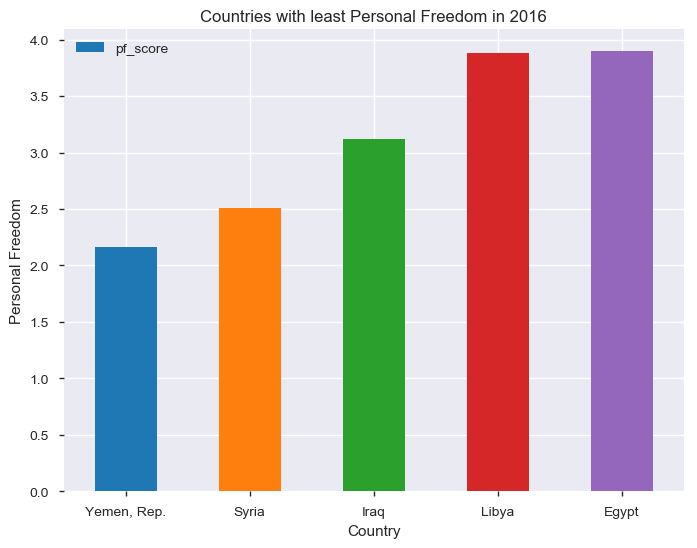 Countries with least Personal Freedom in 2016
pf_score
Personal Freedom
4.0
3.5
3.0
2.5
2.0
1.5
1.0
0.5
0.0
Yemen, Rep. Syria Iraq Libya Egypt
Country